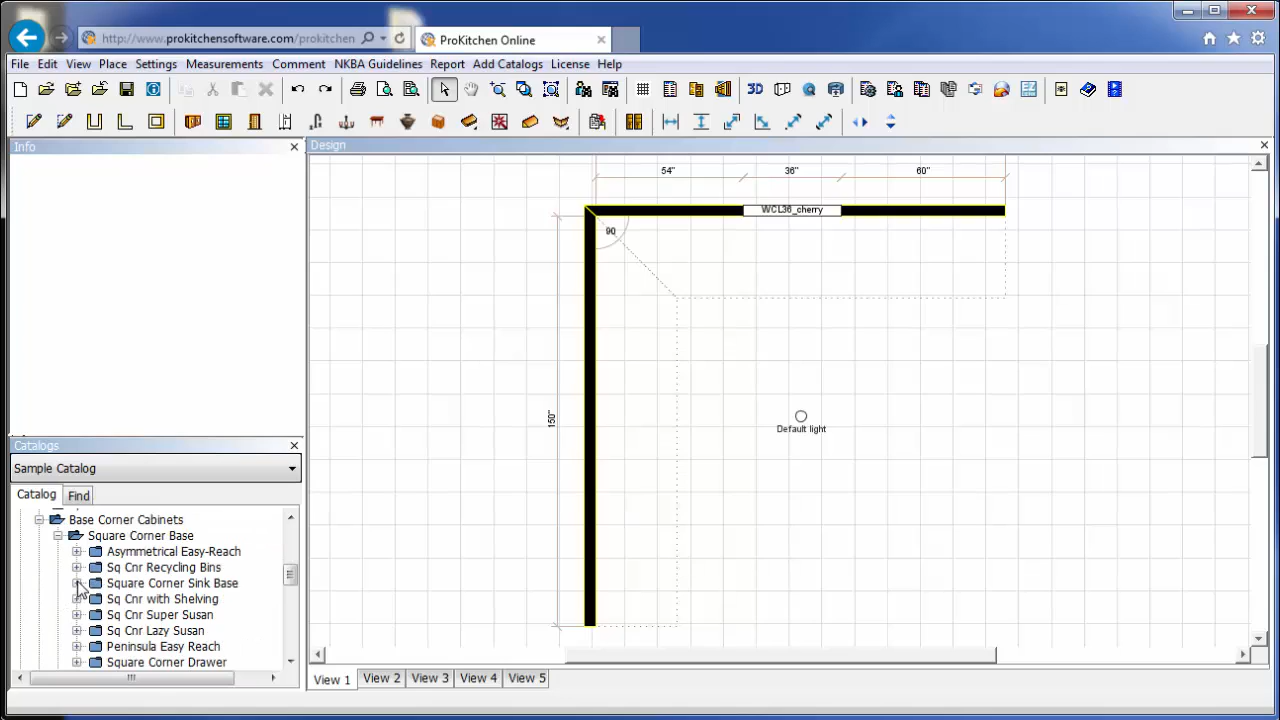 http://www.prokitchensoftware.com/prokitchen
ProKitchen Online
File Edit View Place Settings Measurements Comment NKBA Guidelines Report Add Catalogs License Help
3D
EZ
Info
Design
54"
36"
60"
WCL36_cherry
90
150"
Default light
Catalogs
Sample Catalog
Catalog Find
Base Corner Cabinets
Square Corner Base
Asymmetrical Easy-Reach
Sq Cnr Recycling Bins
Square Corner Sink Base
Sq Cnr with Shelving
Sq Cnr Super Susan
Sq Cnr Lazy Susan
Peninsula Easy Reach
Square Corner Drawer
View 1 View 2 View 3 View 4 View 5